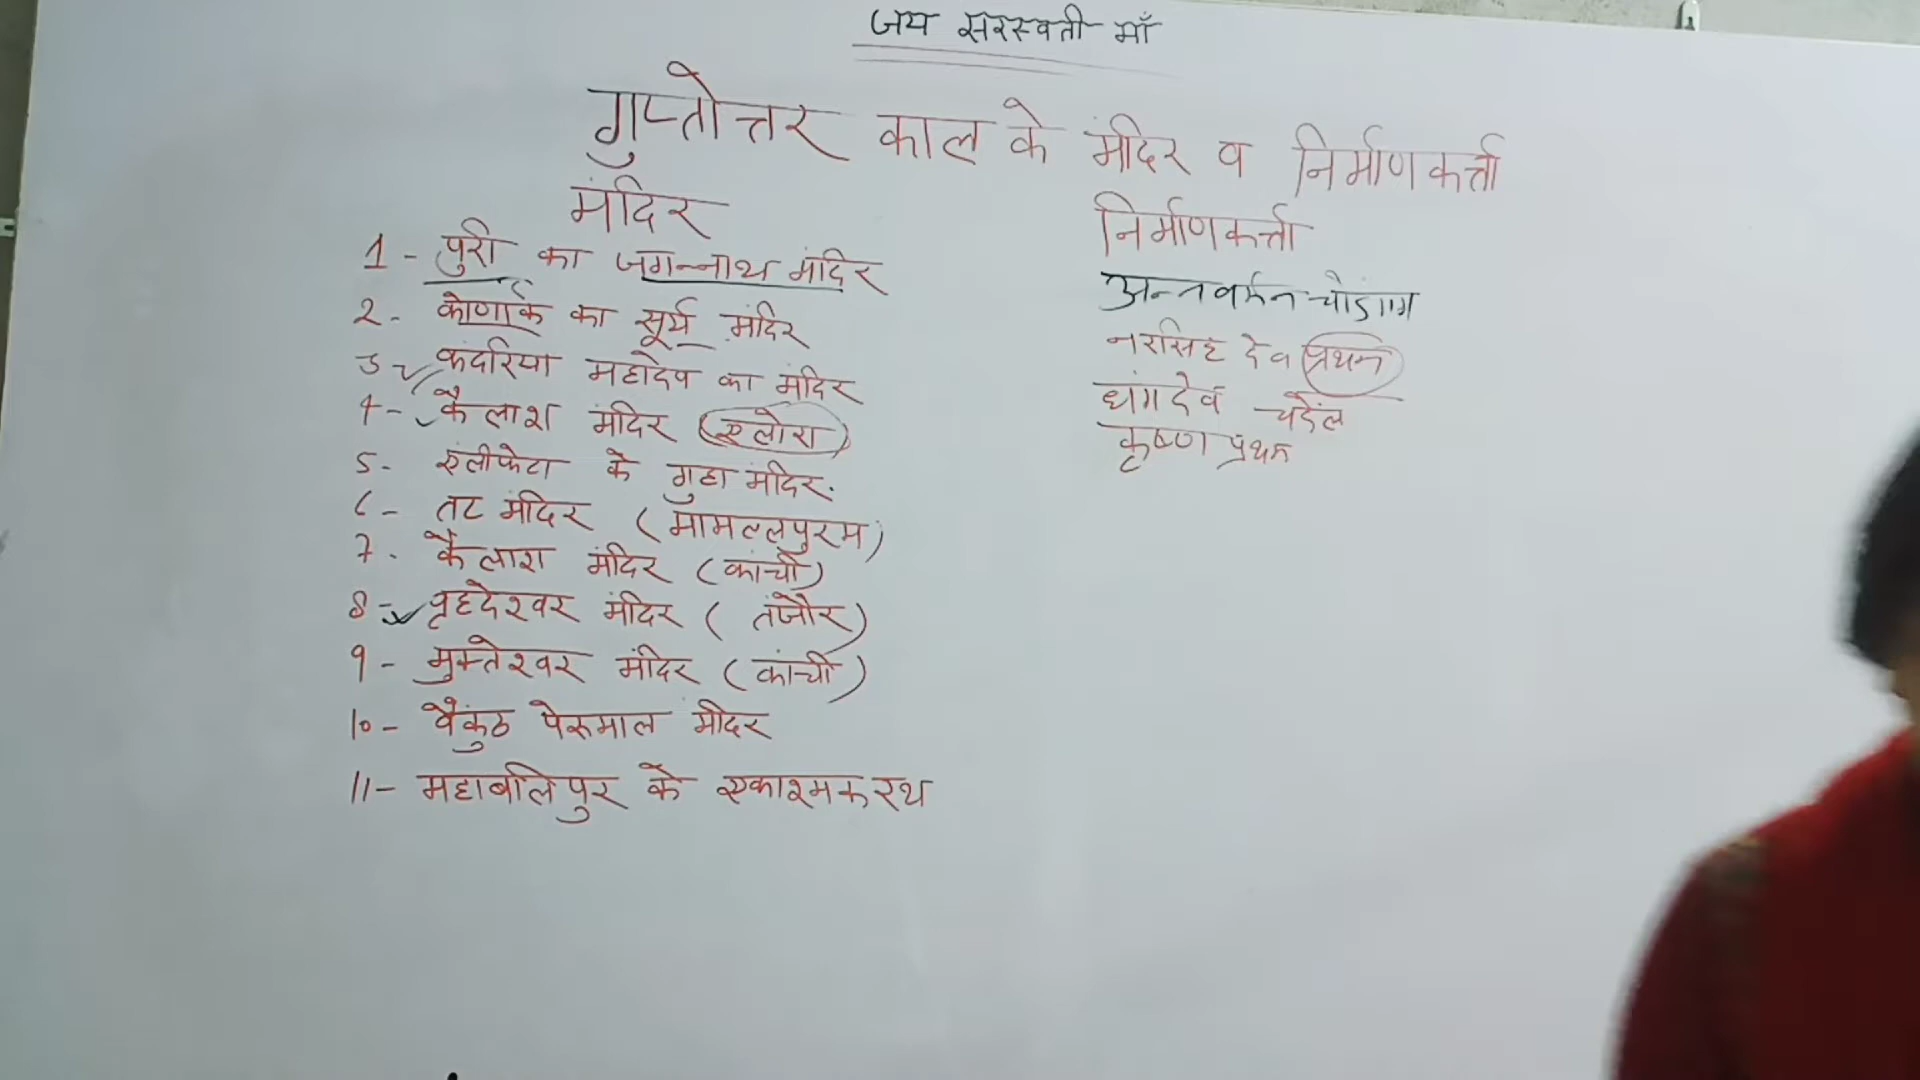 जय सरस्वती माँ
गुप्तोत्तर काल के मंदिर व निर्माणकर्त्ता
मंदिर
निर्माणकर्त्ता
1 - पुरी का जगन्नाथ मंदिर
अन्तवर्मन चोडग
2 - कोणार्क का सूर्य मंदिर
नरसिंह देव प्रथम
3 - कंदरिया महादेव का मंदिर
धंगदेव चंदेल
4 - कैलाश मंदिर (एलोरा)
कृष्ण प्रथम
5 - एलीफेटा के गुहा मंदिर.
6 - तट मंदिर (मामल्लपुरम)
7 - कैलाश मंदिर (कांची)
8 - वृहदेश्वर मंदिर (तंजौर)
9 - मुक्तेश्वर मंदिर (कांची)
10 - वैकुंठ पेरूमाल मंदिर
11 - महाबलिपुर के एकाश्मक रथ